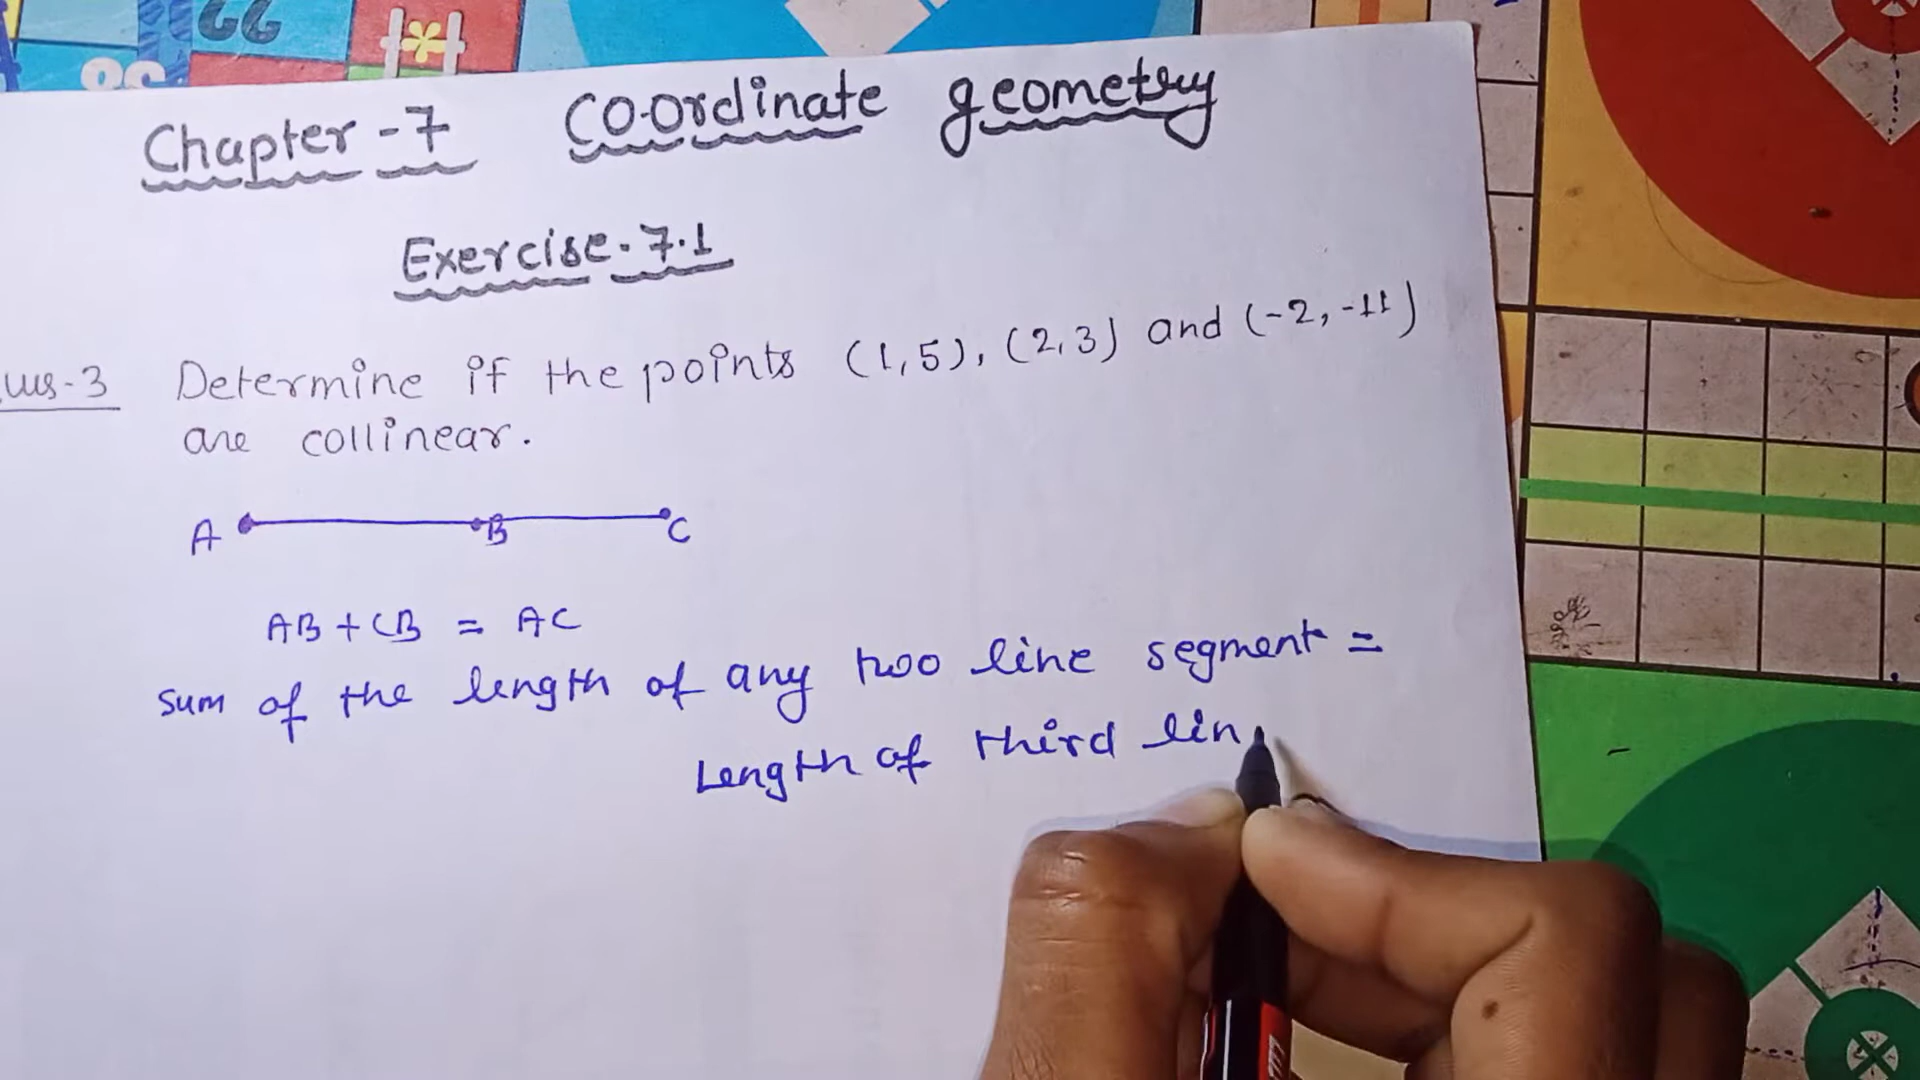 Chapter-7 CO-Ordinate geometry
Exercise-7.1
us-3 Determine if the points (1,5), (2,3) and (-2,-11)
are collinear.
A B C
AB + CB = AC
Sum of the length of any two line segment =
Length of third lin